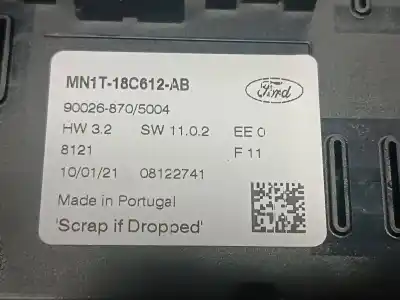 MN1T-18C612-AB
Ford
90026-870/5004
HW 3.2 SW 11.0.2 EE 0
8121 F 11
10/01/21 08122741
Made in Portugal
'Scrap if Dropped'